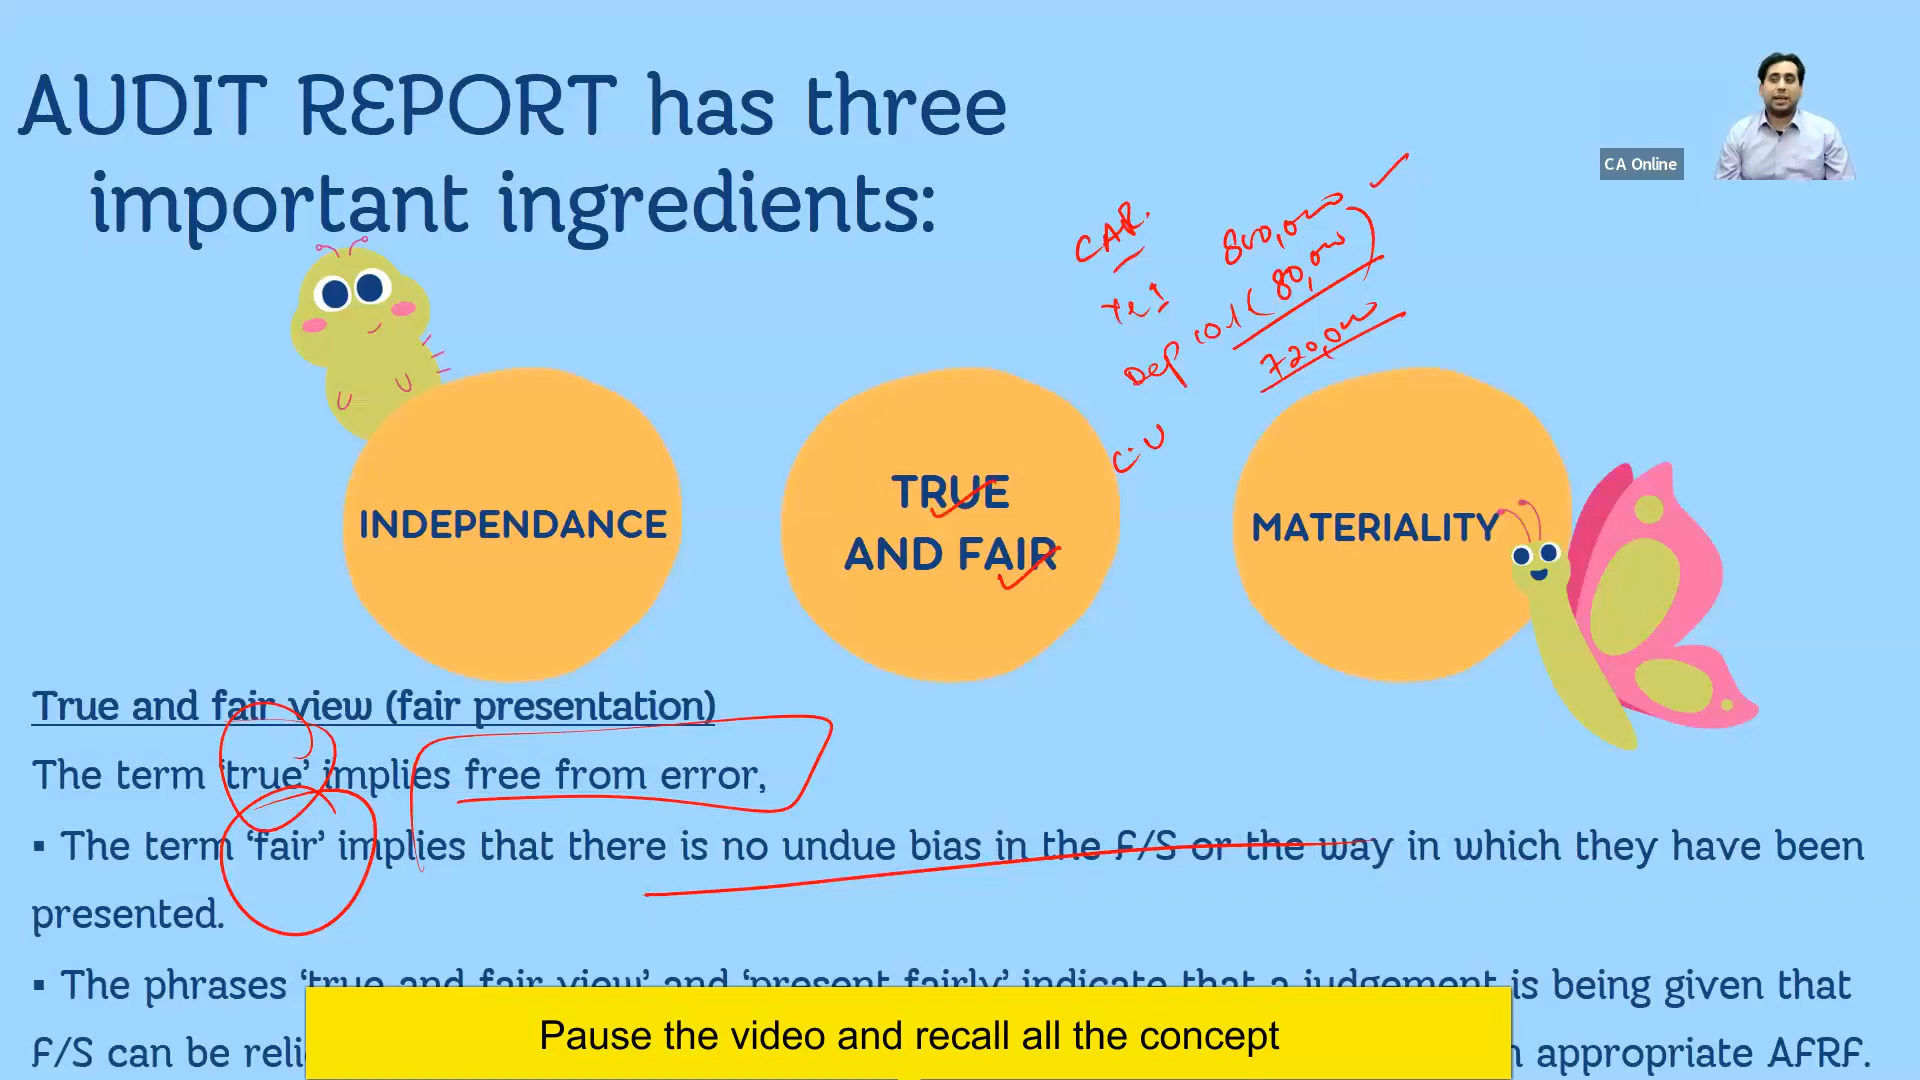 AUDIT REPORT has three
important ingredients:
CA Online
CAR.
800,000
Dep 10% (80,000)
720,000
INDEPENDANCE
TRUE
AND FAIR
MATERIALITY
True and fair view (fair presentation)
The term ‘true’ implies free from error,
▪ The term ‘fair’ implies that there is no undue bias in the F/S or the way in which they have been
presented.
▪ The phrases ‘true and fair view’ and ‘present fairly’ indicate that a judgement is being given that
F/S can be appropriate AFRF.
Pause the video and recall all the concept